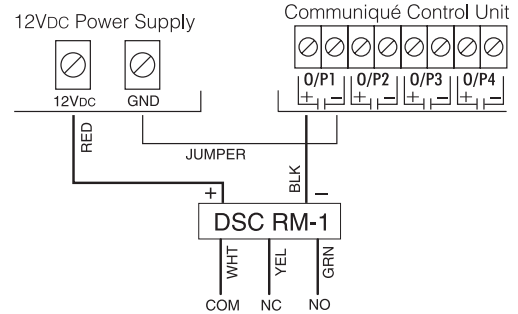 12VDC Power Supply
Communiqué Control Unit
O/P1 O/P2 O/P3 O/P4
+ − + − + − + −
12VDC GND
RED
JUMPER
BLK
+ −
DSC RM-1
WHT YEL GRN
COM NC NO